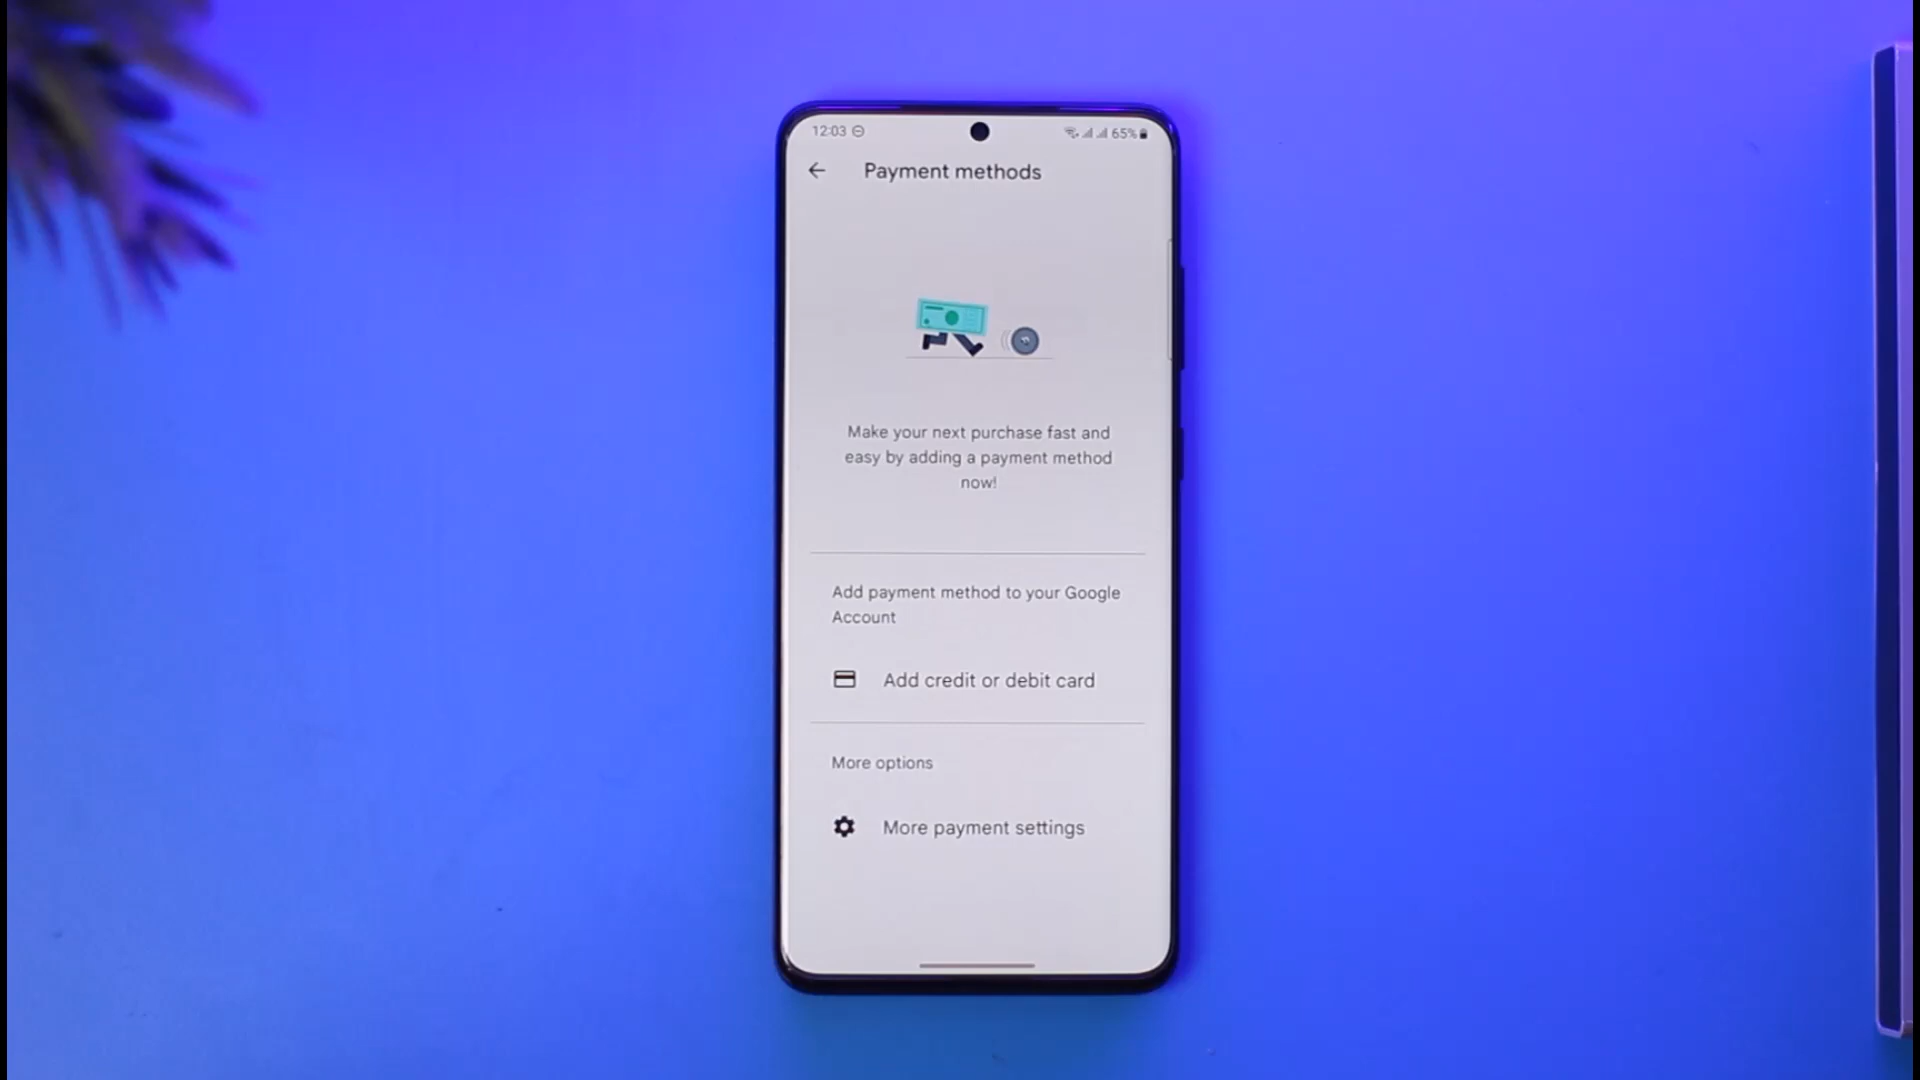 12:03
65%
Payment methods
Make your next purchase fast and
easy by adding a payment method
now!
Add payment method to your Google
Account
Add credit or debit card
More options
More payment settings